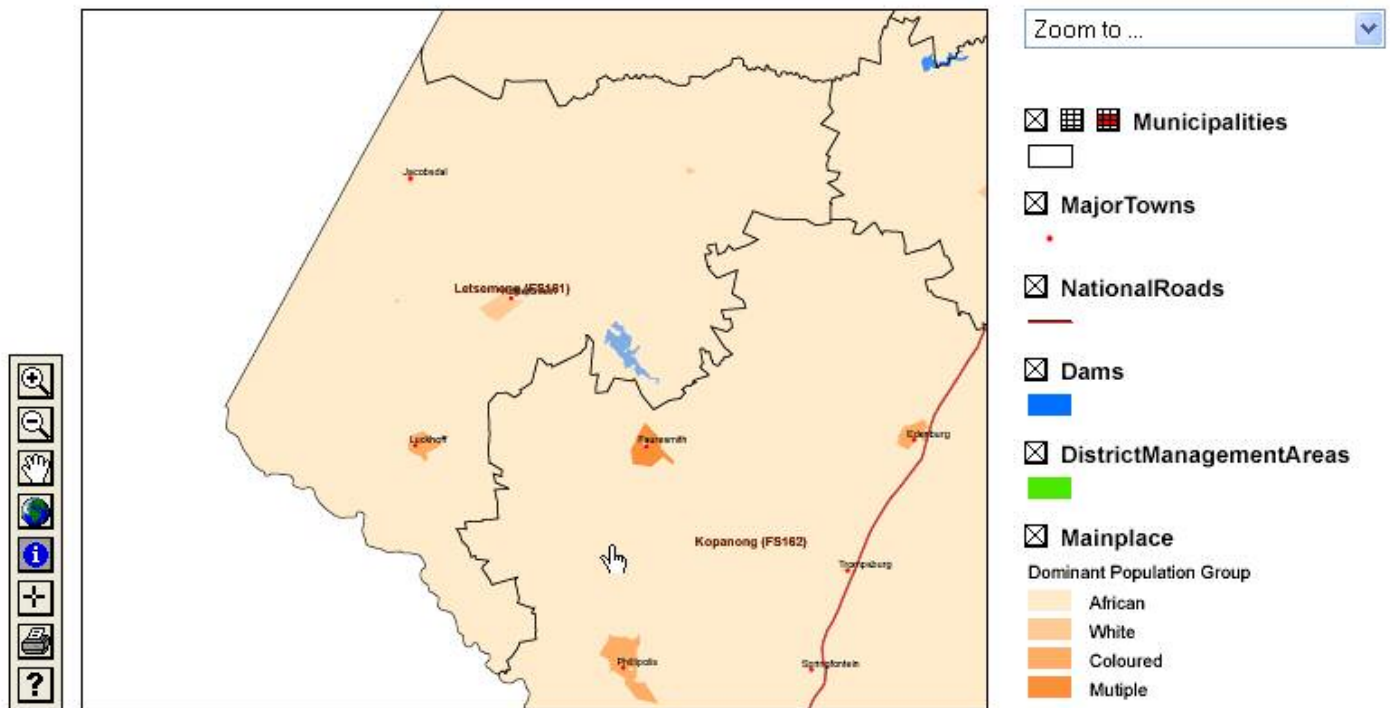 Zoom to ...
Municipalities
MajorTowns
NationalRoads
Dams
DistrictManagementAreas
Mainplace
Dominant Population Group
African
White
Coloured
Mutiple
Jacobsdal
Letsemeng (FS161)
Luckhoff
Fauresmith
Edenburg
Kopanong (FS162)
Trompsburg
Philipolis
Springfontein
i
?